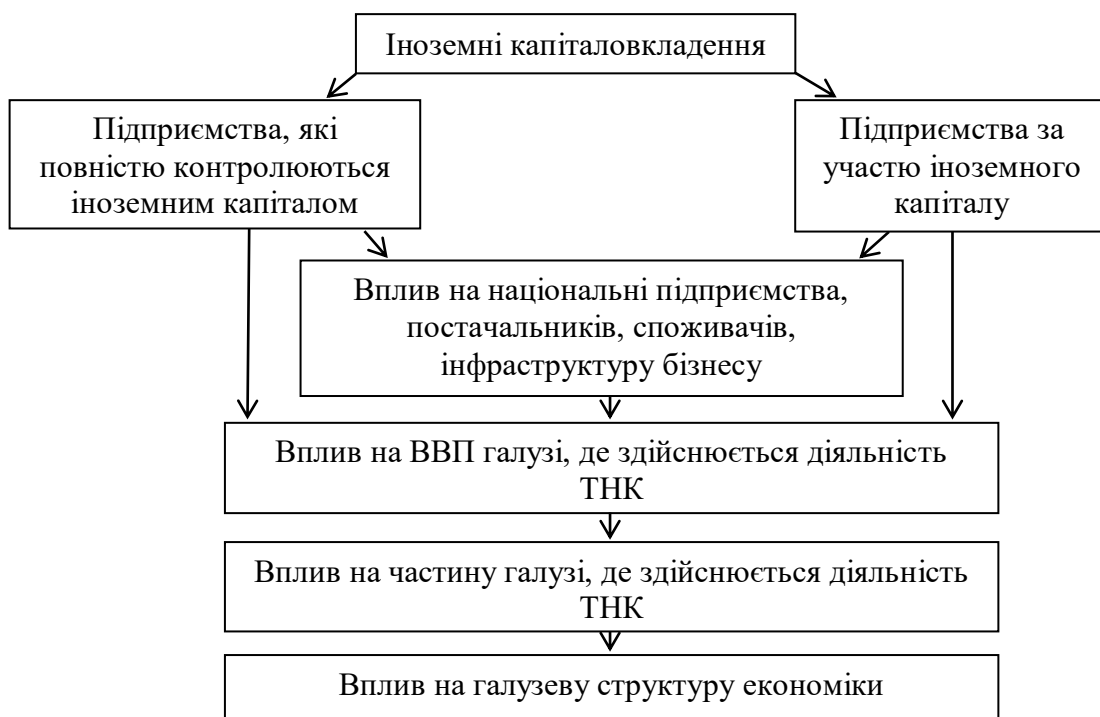 Іноземні капіталовкладення
Підприємства, які
повністю контролюються
іноземним капіталом
Підприємства за
участю іноземного
капіталу
Вплив на національні підприємства,
постачальників, споживачів,
інфраструктуру бізнесу
Вплив на ВВП галузі, де здійснюється діяльність
ТНК
Вплив на частину галузі, де здійснюється діяльність
ТНК
Вплив на галузеву структуру економіки